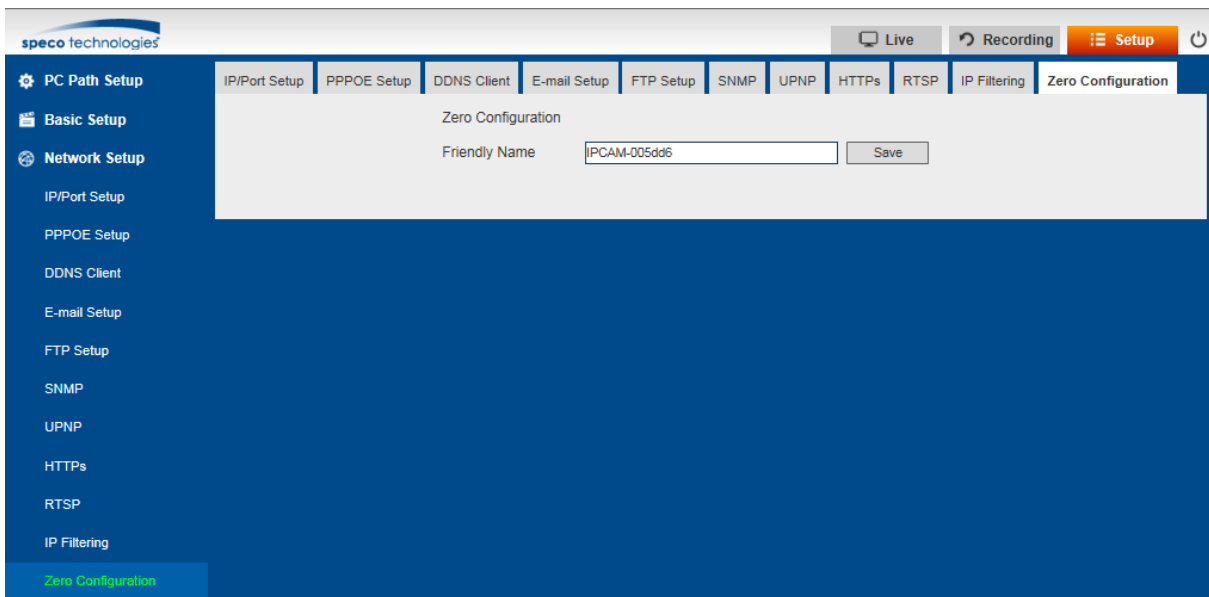 speco technologies
Live
Recording
Setup
PC Path Setup
Basic Setup
Network Setup
IP/Port Setup
PPPOE Setup
DDNS Client
E-mail Setup
FTP Setup
SNMP
UPNP
HTTPs
RTSP
IP Filtering
Zero Configuration
IP/Port Setup
PPPOE Setup
DDNS Client
E-mail Setup
FTP Setup
SNMP
UPNP
HTTPs
RTSP
IP Filtering
Zero Configuration
Zero Configuration
Friendly Name IPCAM-005dd6 Save